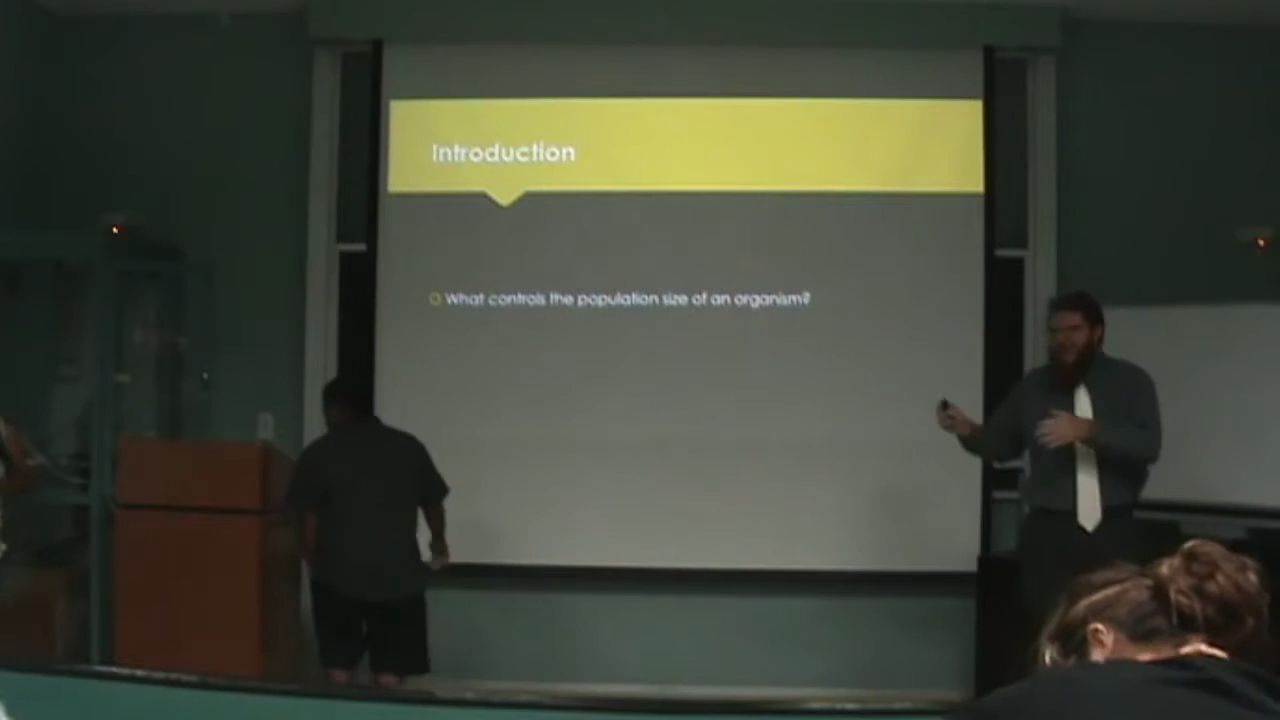 Introduction
What controls the population size of an organism?